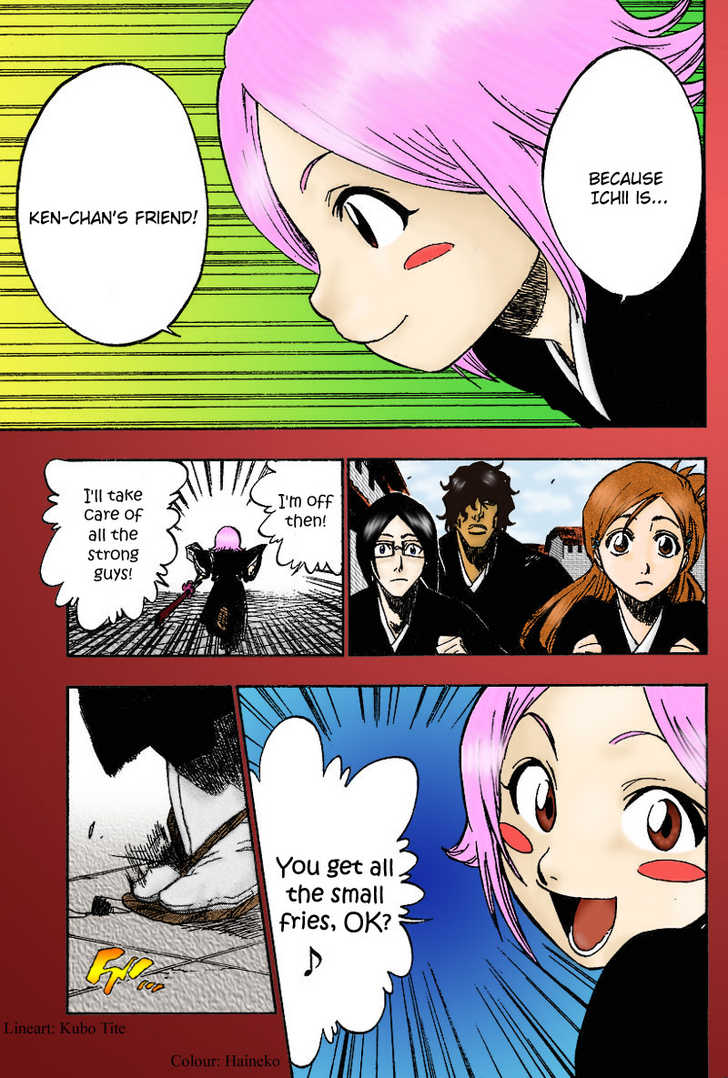 BECAUSE
ICHII IS...
KEN-CHAN'S FRIEND!
I'm off
then!
I'll take
care of
all the
strong
guys!
You get all
the small
fries, OK?
♪
Lineart: Kubo Tite
Colour: Haineko